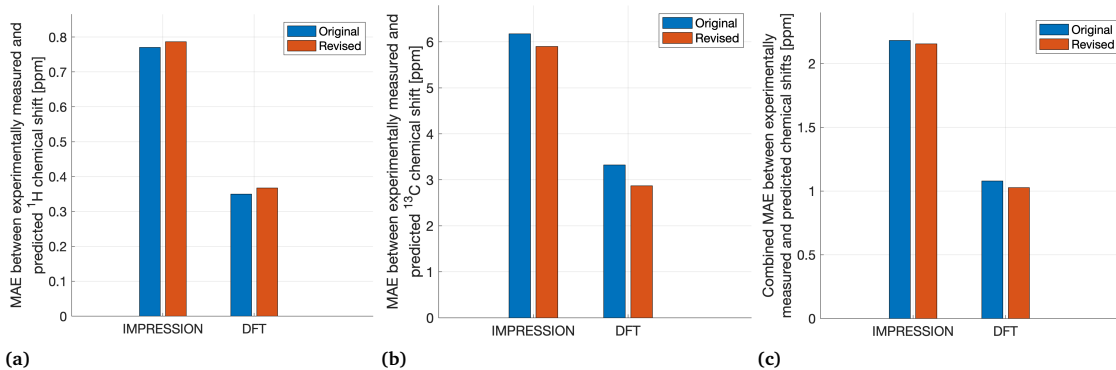 MAE between experimentally measured and
predicted ¹H chemical shift [ppm]
0.8
0.7
0.6
0.5
0.4
0.3
0.2
0.1
0
Original
Revised
IMPRESSION DFT
(a)
MAE between experimentally measured and
predicted ¹³C chemical shift [ppm]
6
5
4
3
2
1
0
Original
Revised
IMPRESSION DFT
(b)
Combined MAE between experimentally
measured and predicted chemical shifts [ppm]
2
1.5
1
0.5
0
Original
Revised
IMPRESSION DFT
(c)